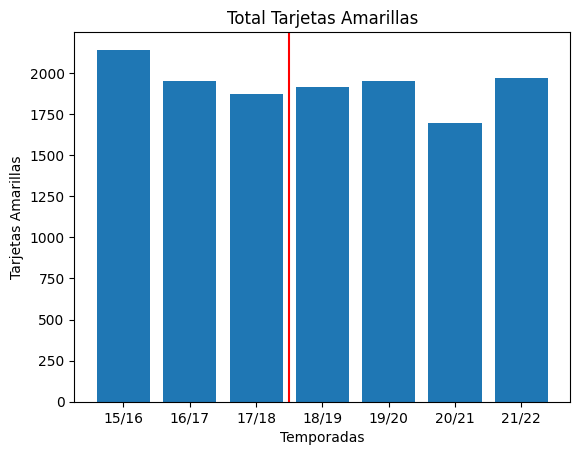 Total Tarjetas Amarillas
Tarjetas Amarillas
2000
1750
1500
1250
1000
750
500
250
0
15/16 16/17 17/18 18/19 19/20 20/21 21/22
Temporadas